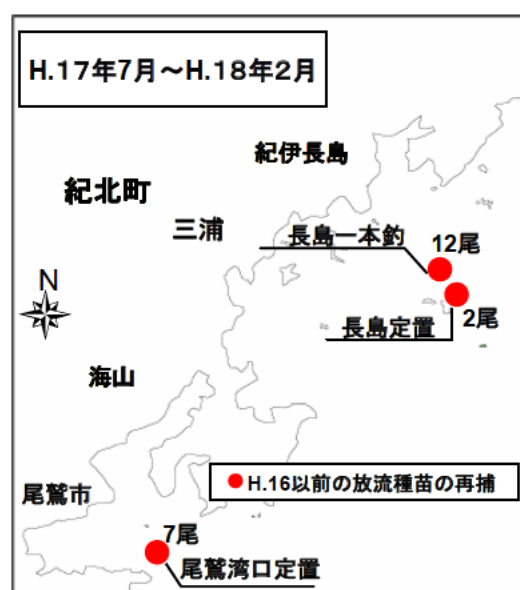 H.17年7月～H.18年2月
紀伊長島
紀北町
三浦
長島一本釣
12尾
N
2尾
長島定置
海山
H.16以前の放流種苗の再捕
尾鷲市
7尾
尾鷲湾口定置